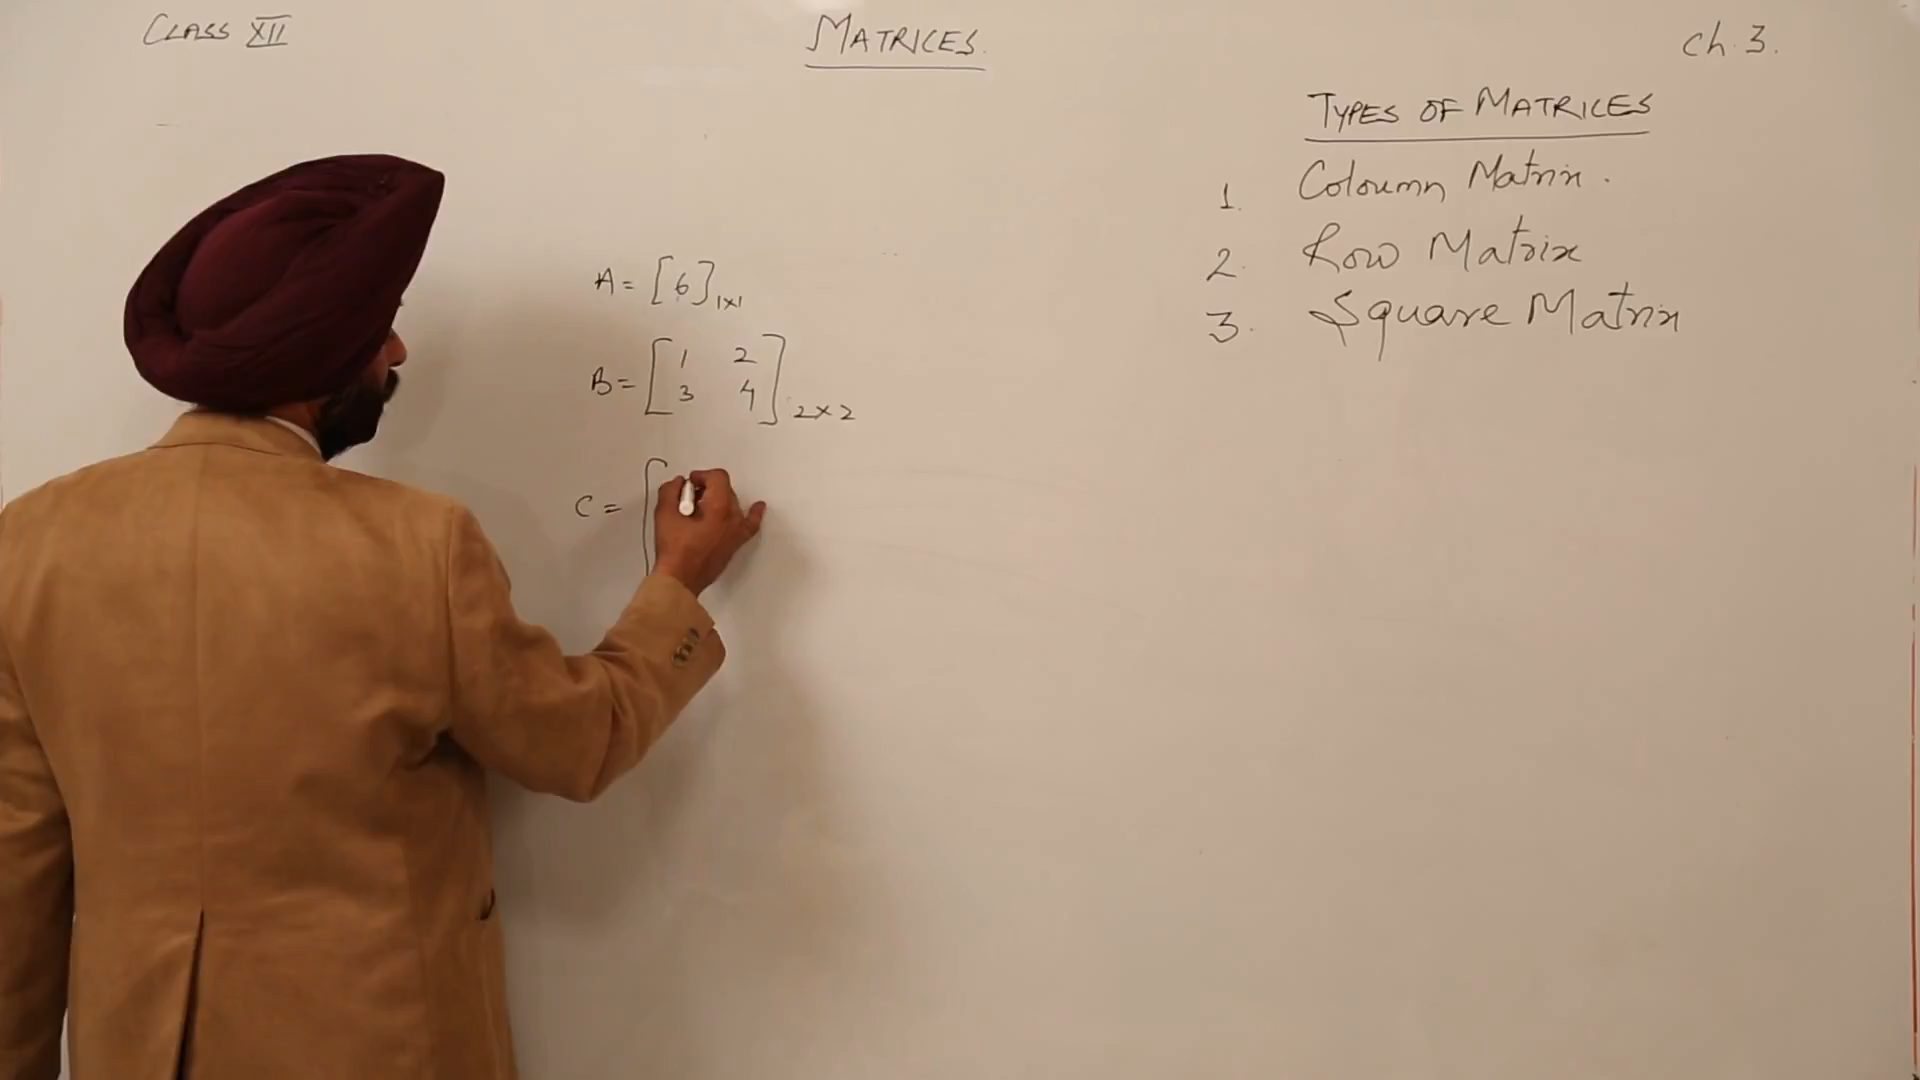 CLASS XII
MATRICES.
Ch. 3.
TYPES OF MATRICES
1. Coloumn Matrix.
2. Row Matrix
3. Square Matrix
A = [6] 1×1
B = [1 2
3 4] 2×2
C = [